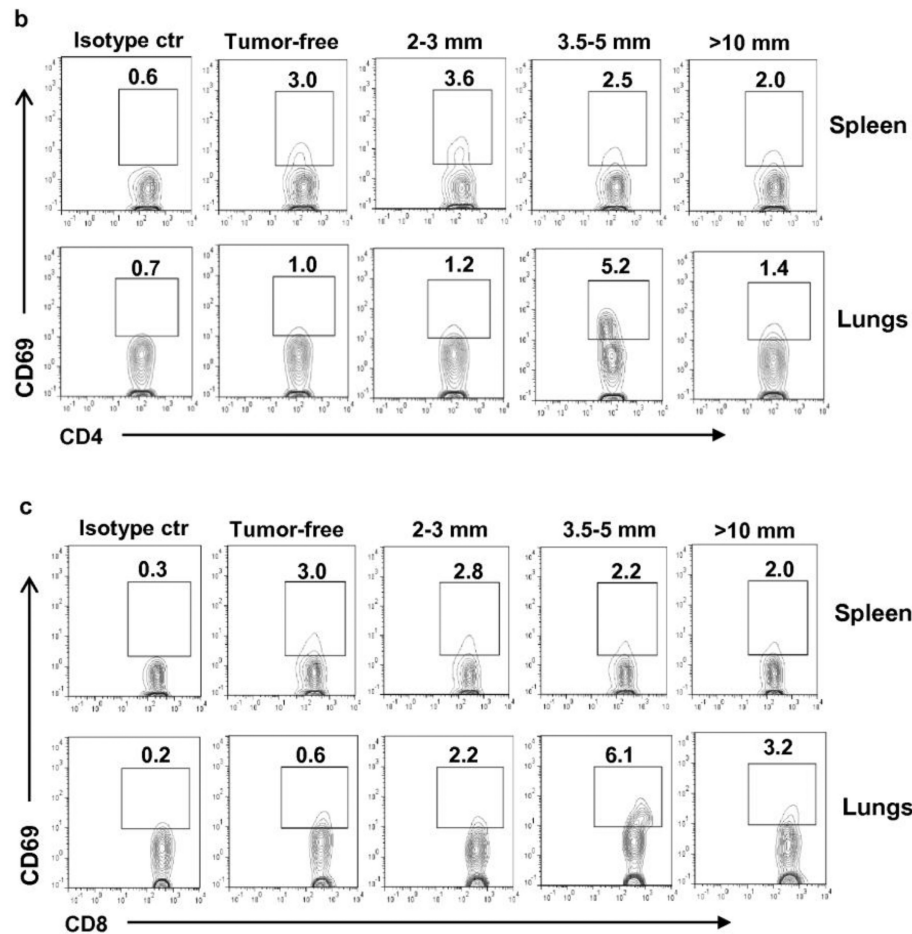 b
Isotype ctr Tumor-free 2-3 mm 3.5-5 mm >10 mm
0.6 3.0 3.6 2.5 2.0
Spleen
0.7 1.0 1.2 5.2 1.4
Lungs
CD69
CD4
c
Isotype ctr Tumor-free 2-3 mm 3.5-5 mm >10 mm
0.3 3.0 2.8 2.2 2.0
Spleen
0.2 0.6 2.2 6.1 3.2
Lungs
CD69
CD8